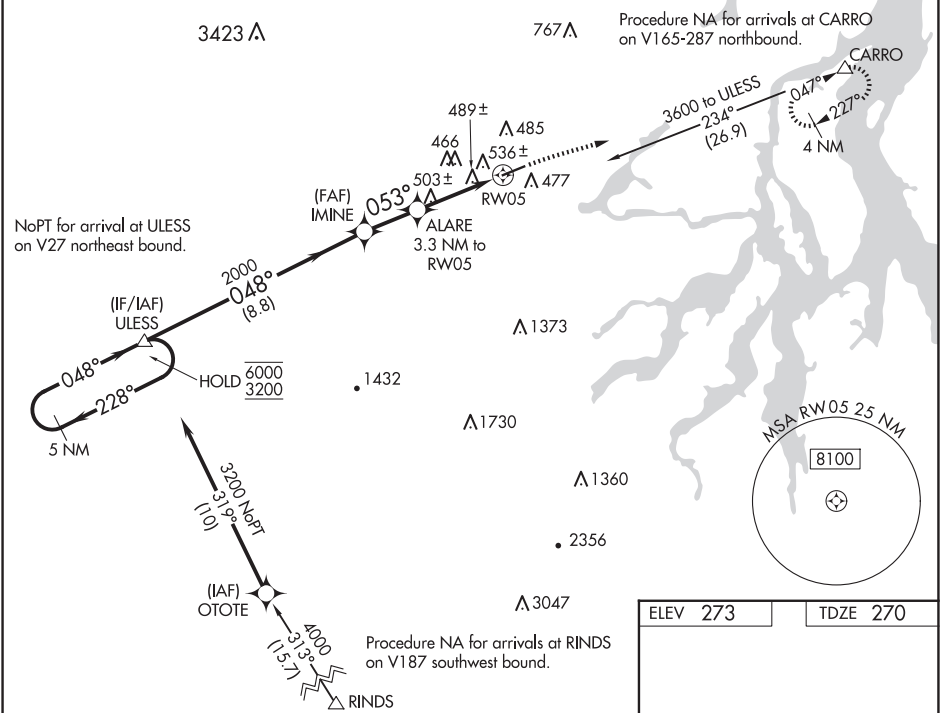 3423
767
Procedure NA for arrivals at CARRO
on V165-287 northbound.
CARRO
047°
227°
4 NM
3600 to ULESS
234°
(26.9)
489±
485
466
536±
503±
477
RW05
(FAF)
IMINE
053°
ALARE
3.3 NM to
RW05
NoPT for arrival at ULESS
on V27 northeast bound.
2000
048°
(8.8)
(IF/IAF)
ULESS
048°
228°
HOLD
6000
3200
5 NM
1373
1432
1730
MSA RW05 25 NM
8100
1360
3200 NoPT
319°
(10)
2356
(IAF)
OTOTE
3047
4000
313°
(15.7)
Procedure NA for arrivals at RINDS
on V187 southwest bound.
RINDS
ELEV 273
TDZE 270